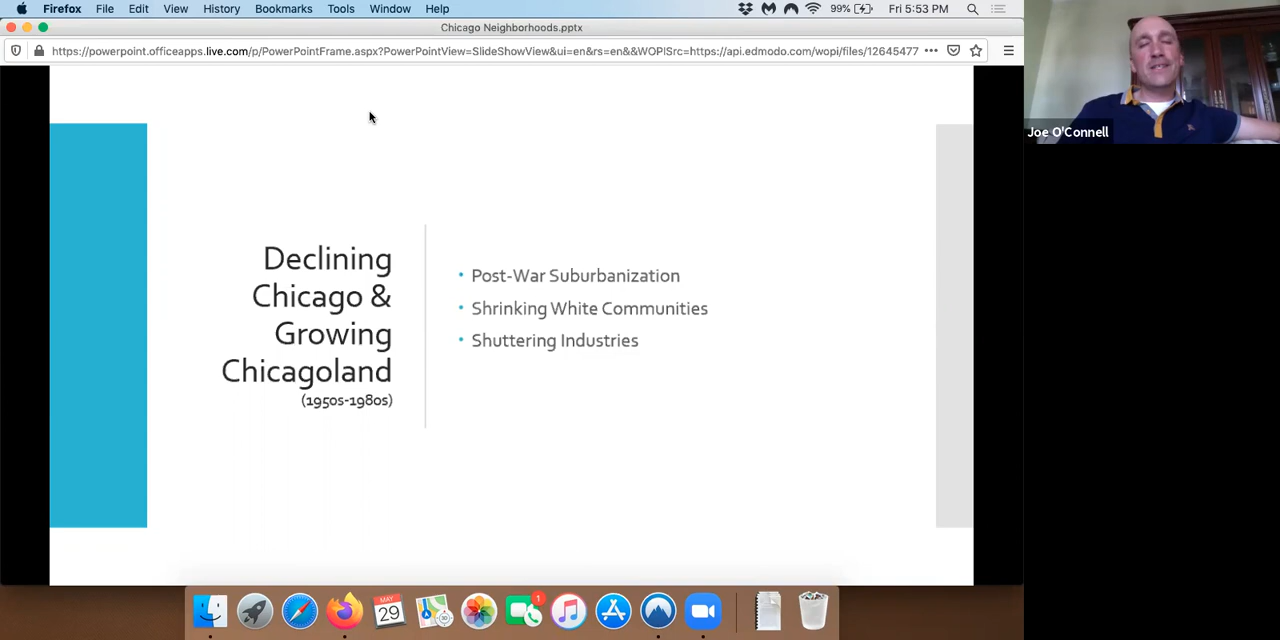 Firefox File Edit View History Bookmarks Tools Window Help 99% Fri 5:53 PM
Chicago Neighborhoods.pptx
https://powerpoint.officeapps.live.com/p/PowerPointFrame.aspx?PowerPointView=SlideShowView&ui=en&rs=en&&WOPISrc=https://api.edmodo.com/wopi/files/12645477
Joe O'Connell
Declining
Chicago &
Growing
Chicagoland
(1950s-1980s)
• Post-War Suburbanization
• Shrinking White Communities
• Shuttering Industries
MAY
29
1